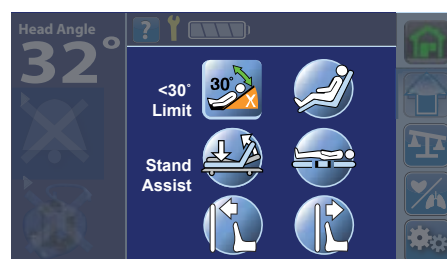 Head Angle
32°
?
<30°
Limit
30°
X
Stand
Assist